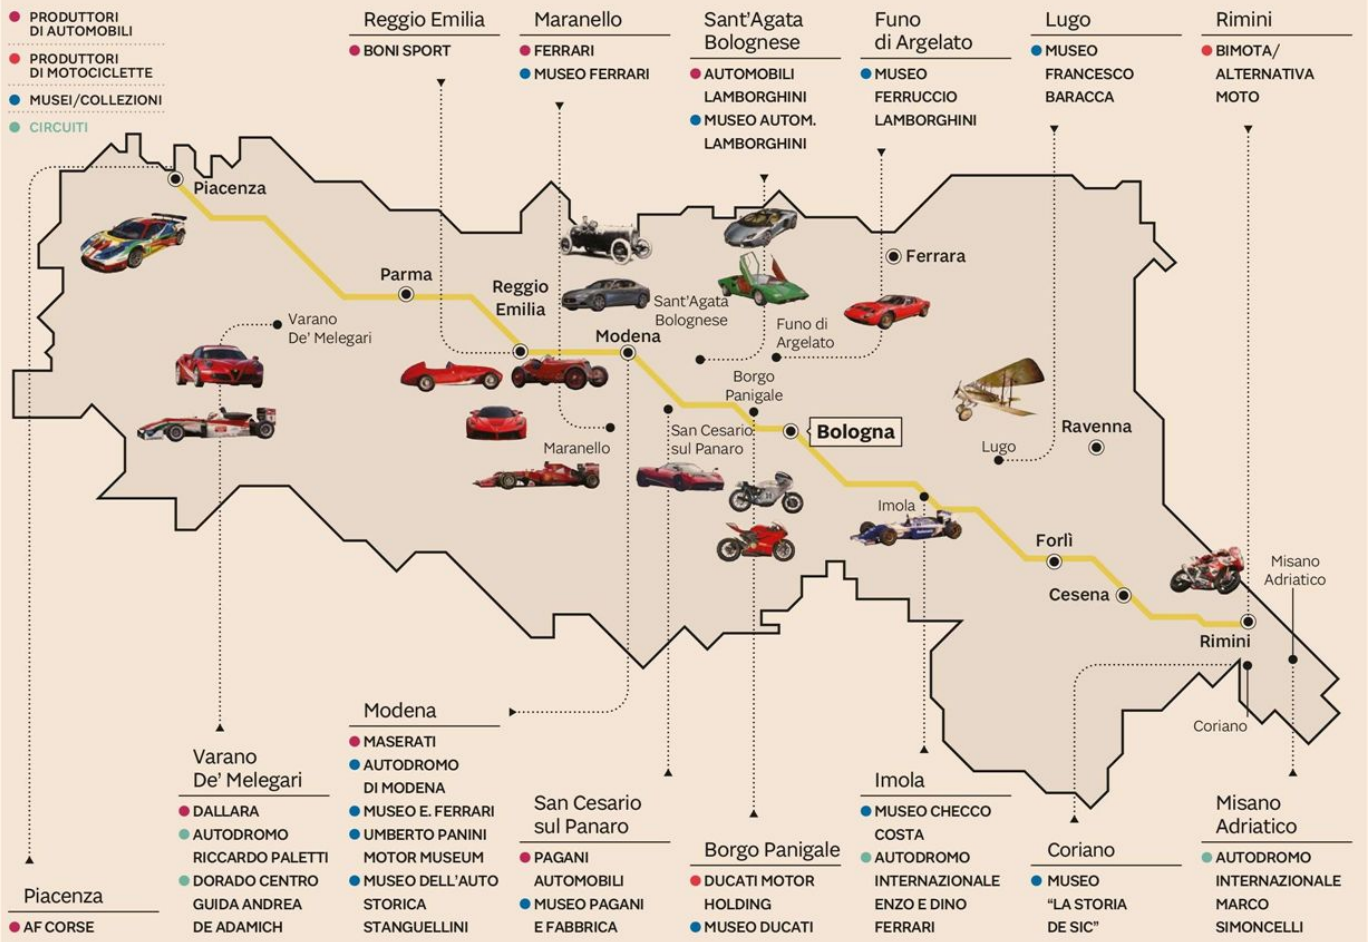 PRODUTTORI
DI AUTOMOBILI
PRODUTTORI
DI MOTOCICLETTE
MUSEI/COLLEZIONI
CIRCUITI
Reggio Emilia
BONI SPORT
Maranello
FERRARI
MUSEO FERRARI
Sant'Agata
Bolognese
AUTOMOBILI
LAMBORGHINI
MUSEO AUTOM.
LAMBORGHINI
Funo
di Argelato
MUSEO
FERRUCCIO
LAMBORGHINI
Lugo
MUSEO
FRANCESCO
BARACCA
Rimini
BIMOTA/
ALTERNATIVA
MOTO
Piacenza
Parma
Reggio
Emilia
Varano
De' Melegari
Modena
Sant'Agata
Bolognese
Funo di
Argelato
Ferrara
Borgo
Panigale
Maranello
San Cesario
sul Panaro
Bologna
Lugo
Ravenna
Imola
Forlì
Cesena
Rimini
Misano
Adriatico
Coriano
Piacenza
AF CORSE
Varano
De' Melegari
DALLARA
AUTODROMO
RICCARDO PALETTI
DORADO CENTRO
GUIDA ANDREA
DE ADAMICH
Modena
MASERATI
AUTODROMO
DI MODENA
MUSEO E. FERRARI
UMBERTO PANINI
MOTOR MUSEUM
MUSEO DELL'AUTO
STORICA
STANGUELLINI
San Cesario
sul Panaro
PAGANI
AUTOMOBILI
MUSEO PAGANI
E FABBRICA
Borgo Panigale
DUCATI MOTOR
HOLDING
MUSEO DUCATI
Imola
MUSEO CHECCO
COSTA
AUTODROMO
INTERNAZIONALE
ENZO E DINO
FERRARI
Coriano
MUSEO
"LA STORIA
DE SIC"
Misano
Adriatico
AUTODROMO
INTERNAZIONALE
MARCO
SIMONCELLI